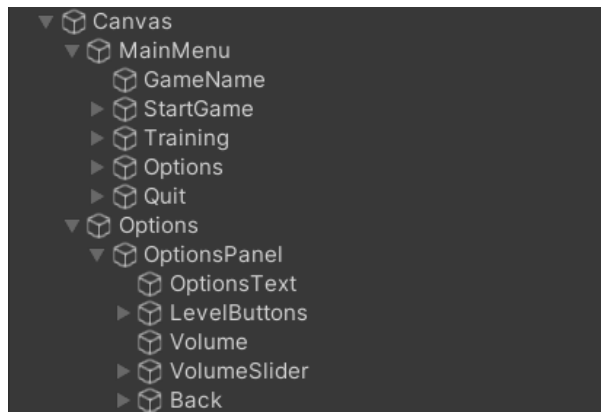 Canvas
MainMenu
GameName
StartGame
Training
Options
Quit
Options
OptionsPanel
OptionsText
LevelButtons
Volume
VolumeSlider
Back